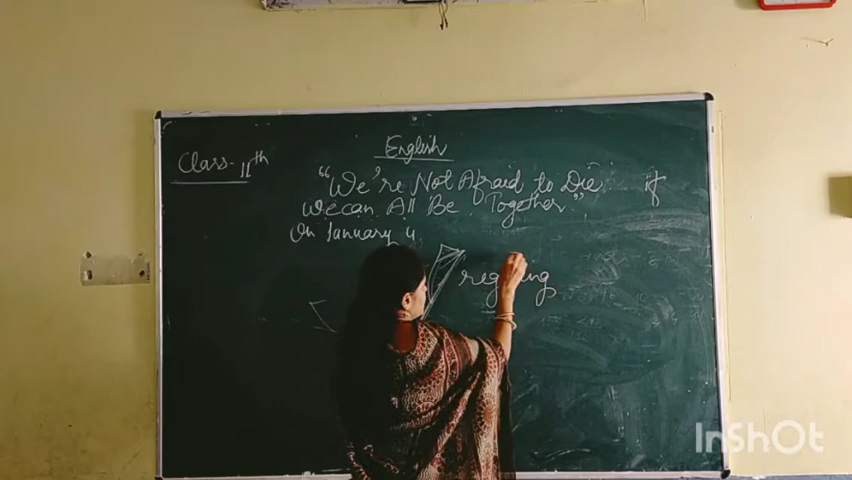 English
Class-11th
"We're Not Afraid to Die if
We can All Be Together"
On January 4
InShOt